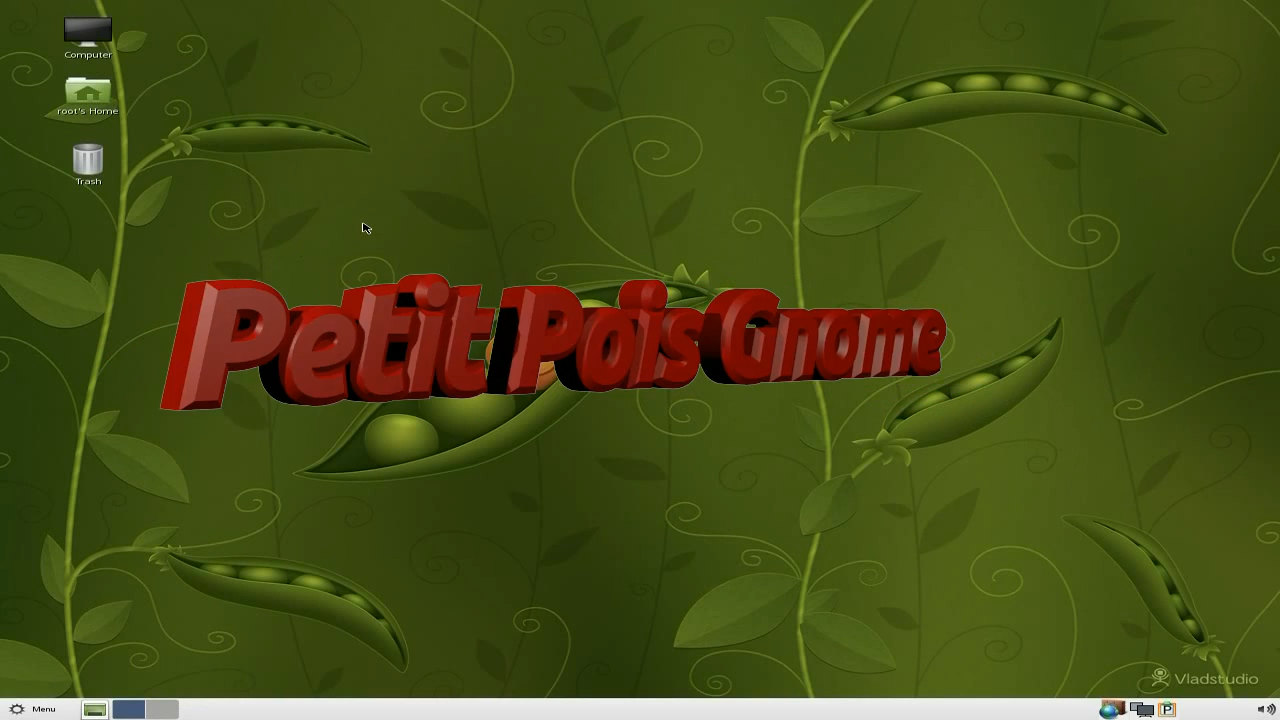 Computer
root's Home
Trash
Petit Pois Gnome
Vladstudio
Menu
P